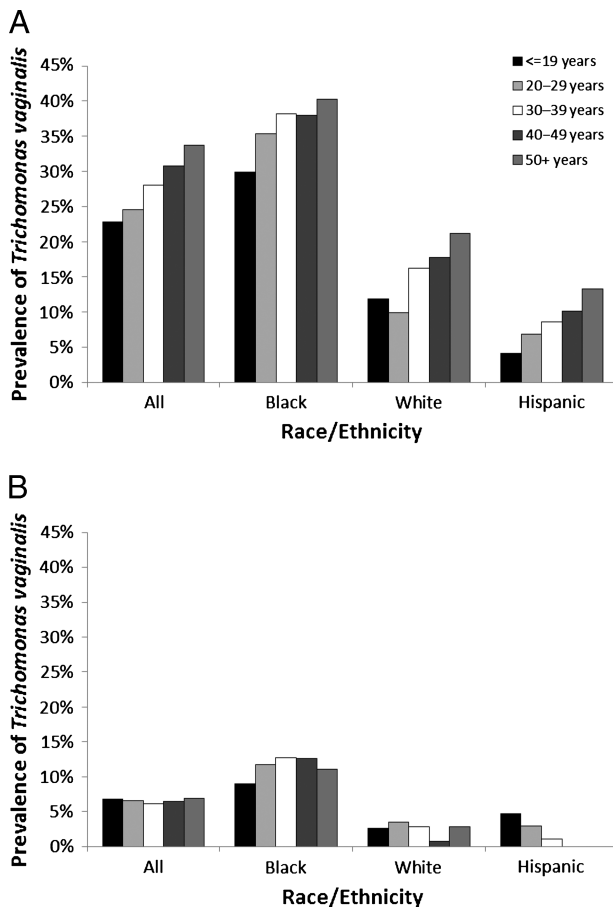 A
Prevalence of Trichomonas vaginalis
45%
40%
35%
30%
25%
20%
15%
10%
5%
0%
<=19 years
20–29 years
30–39 years
40–49 years
50+ years
All Black White Hispanic
Race/Ethnicity
B
Prevalence of Trichomonas vaginalis
45%
40%
35%
30%
25%
20%
15%
10%
5%
0%
All Black White Hispanic
Race/Ethnicity